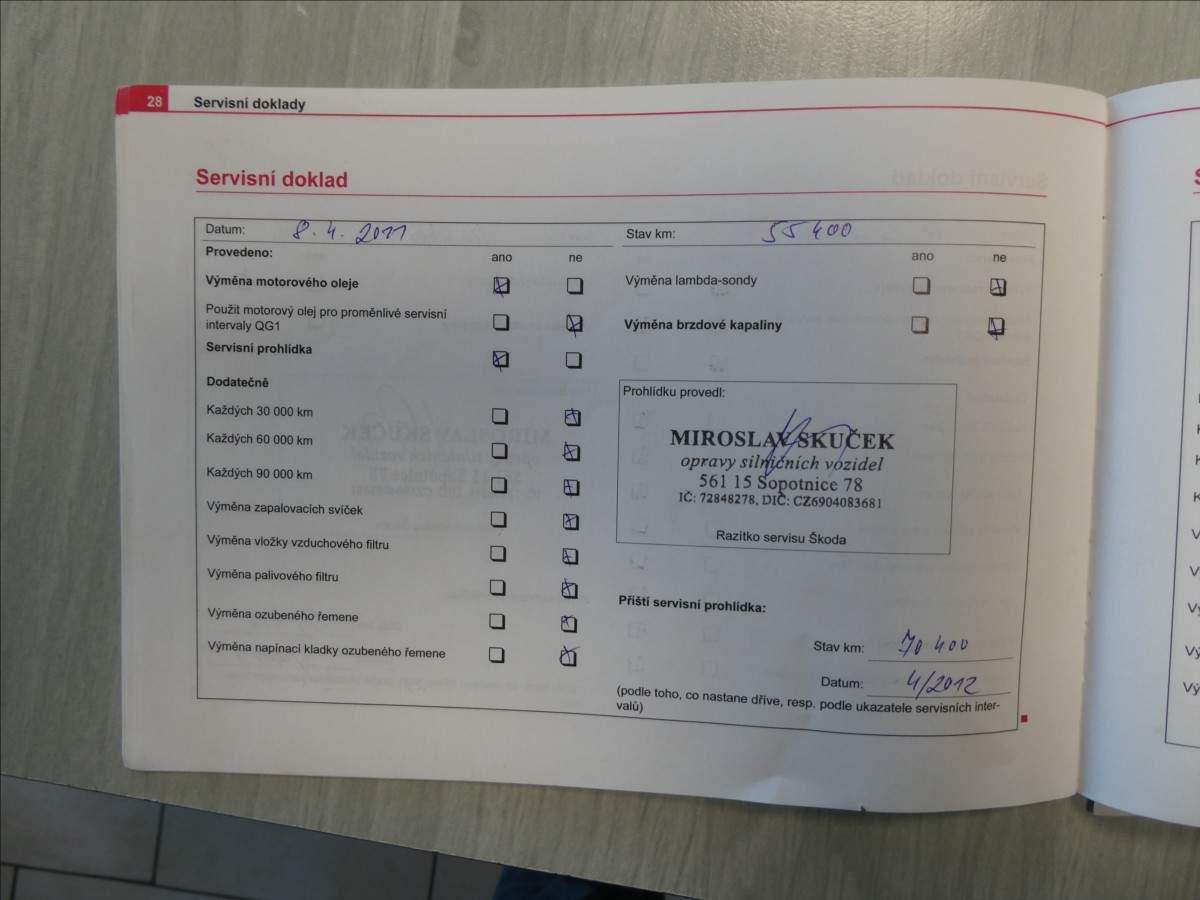 28 Servisní doklady
Servisní doklad
Datum: 8.4.2011
Stav km: 55 400
Provedeno: ano ne
ano ne
Výměna motorového oleje
Výměna lambda-sondy
Použit motorový olej pro proměnlivé servisní
intervaly QG1
Výměna brzdové kapaliny
Servisní prohlídka
Dodatečně
Každých 30 000 km
Každých 60 000 km
Každých 90 000 km
Výměna zapalovacích svíček
Výměna vložky vzduchového filtru
Výměna palivového filtru
Výměna ozubeného řemene
Výměna napínací kladky ozubeného řemene
Prohlídku provedl:
MIROSLAV SKUČEK
opravy silničních vozidel
561 15 Sopotnice 78
IČ: 72848278, DIČ: CZ6904083681
Razítko servisu Škoda
Příští servisní prohlídka:
Stav km: 70 400
Datum: 4/2012
(podle toho, co nastane dříve, resp. podle ukazatele servisních inter-
valů)